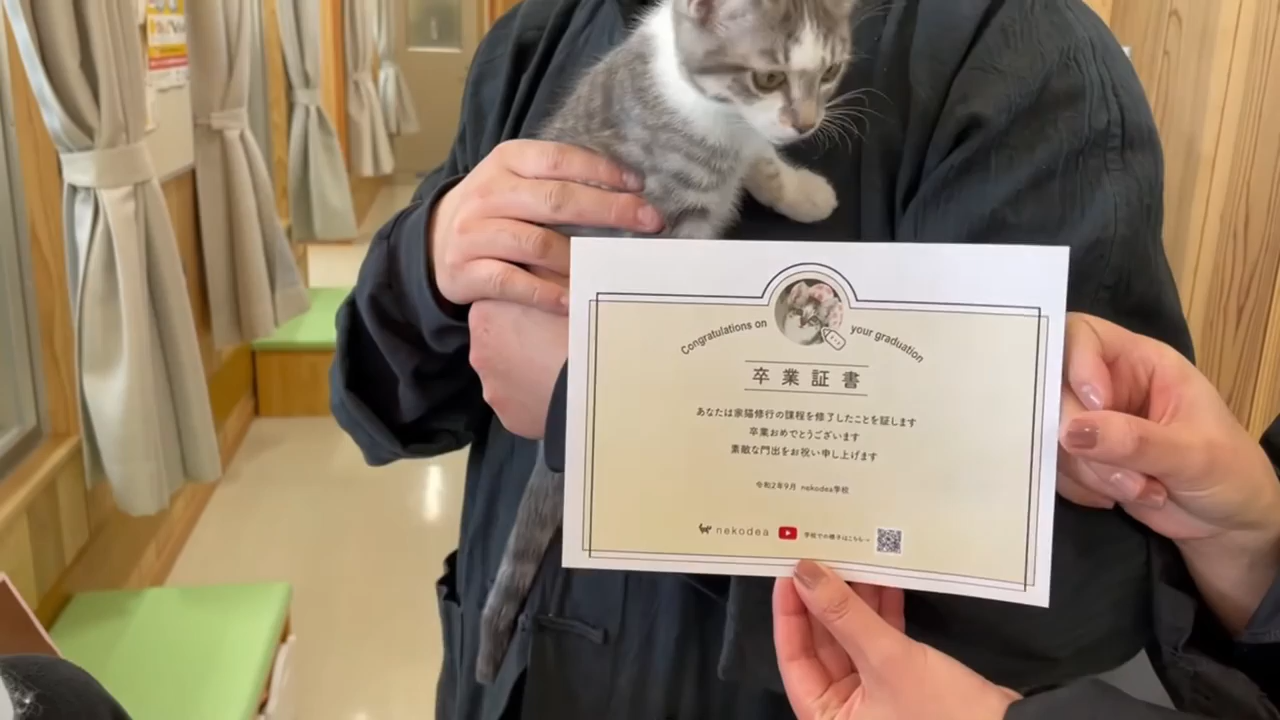 Congratulations on your graduation
卒業証書
あなたは家猫修行の課程を修了したことを証します
卒業おめでとうございます
素敵な門出をお祝い申し上げます
令和2年9月 nekodea学校
nekodea 学校での様子はこちら→